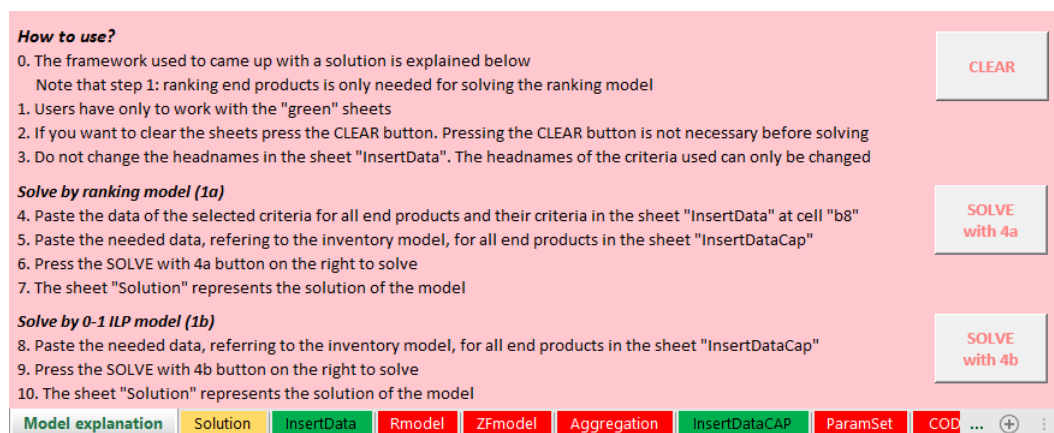 How to use?
0. The framework used to came up with a solution is explained below
Note that step 1: ranking end products is only needed for solving the ranking model
1. Users have only to work with the "green" sheets
2. If you want to clear the sheets press the CLEAR button. Pressing the CLEAR button is not necessary before solving
3. Do not change the headnames in the sheet "InsertData". The headnames of the criteria used can only be changed
CLEAR
Solve by ranking model (1a)
4. Paste the data of the selected criteria for all end products and their criteria in the sheet "InsertData" at cell "b8"
5. Paste the needed data, refering to the inventory model, for all end products in the sheet "InsertDataCap"
6. Press the SOLVE with 4a button on the right to solve
7. The sheet "Solution" represents the solution of the model
SOLVE
with 4a
Solve by 0-1 ILP model (1b)
8. Paste the needed data, referring to the inventory model, for all end products in the sheet "InsertDataCap"
9. Press the SOLVE with 4b button on the right to solve
10. The sheet "Solution" represents the solution of the model
SOLVE
with 4b
Model explanation Solution InsertData Rmodel ZFmodel Aggregation InsertDataCAP ParamSet COD ...